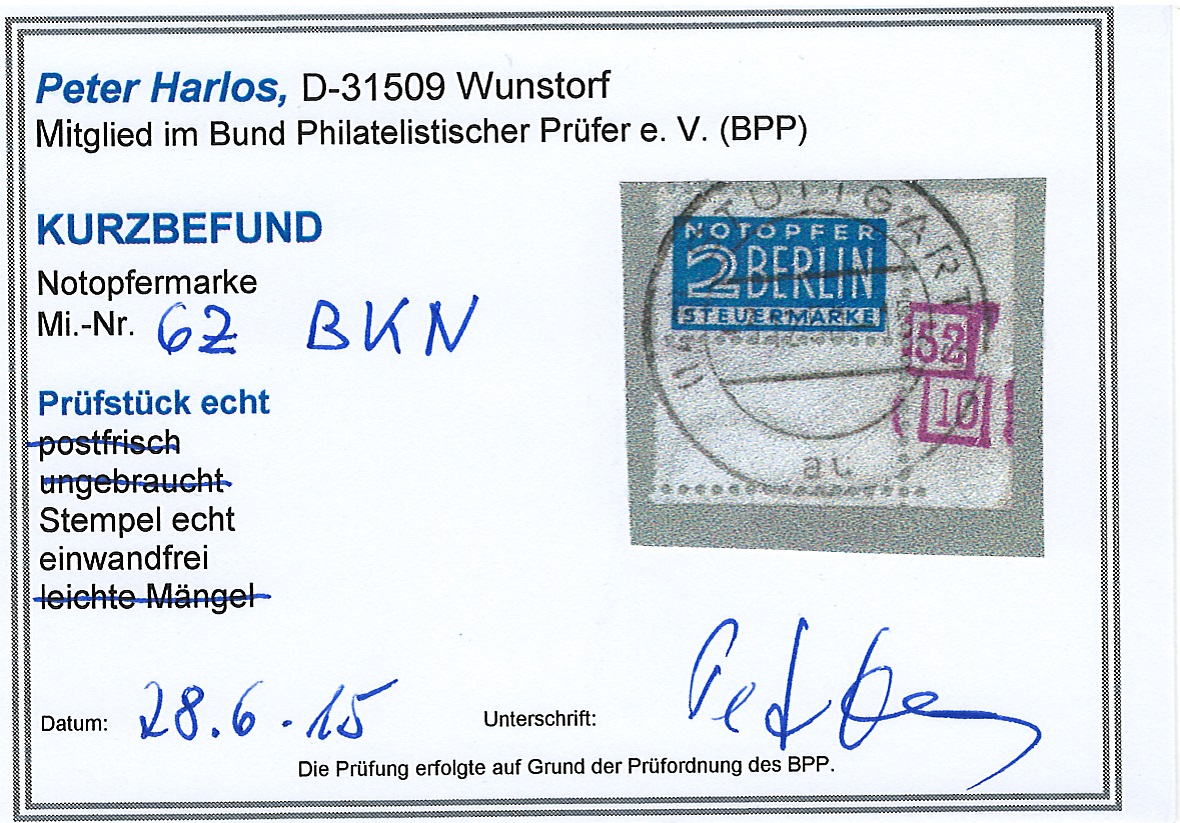 Peter Harlos, D-31509 Wunstorf
Mitglied im Bund Philatelistischer Prüfer e. V. (BPP)
KURZBEFUND
Notopfermarke
Mi.-Nr. 6Z BKN
NOTOPFER
2 BERLIN
STEUERMARKE
STUTTGART
52
10
Prüfstück echt
postfrisch
ungebraucht
Stempel echt
einwandfrei
leichte Mängel
Datum: 28.6.15 Unterschrift:
Die Prüfung erfolgte auf Grund der Prüfordnung des BPP.